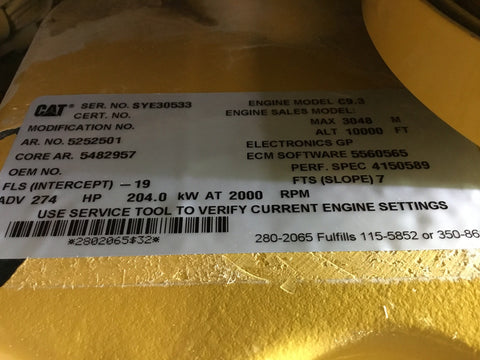 CAT SER. NO. SYE30533 ENGINE MODEL C9.3
CERT. NO. ENGINE SALES MODEL:
MODIFICATION NO. MAX 3048 M
ALT 10000 FT
AR. NO. 5252501 ELECTRONICS GP
CORE AR. 5482957 ECM SOFTWARE 5560565
OEM NO. PERF. SPEC 4150589
FLS (INTERCEPT) -19 FTS (SLOPE) 7
ADV 274 HP 204.0 kW AT 2000 RPM
USE SERVICE TOOL TO VERIFY CURRENT ENGINE SETTINGS
*2802065$32*
280-2065 Fulfills 115-5852 or 350-86